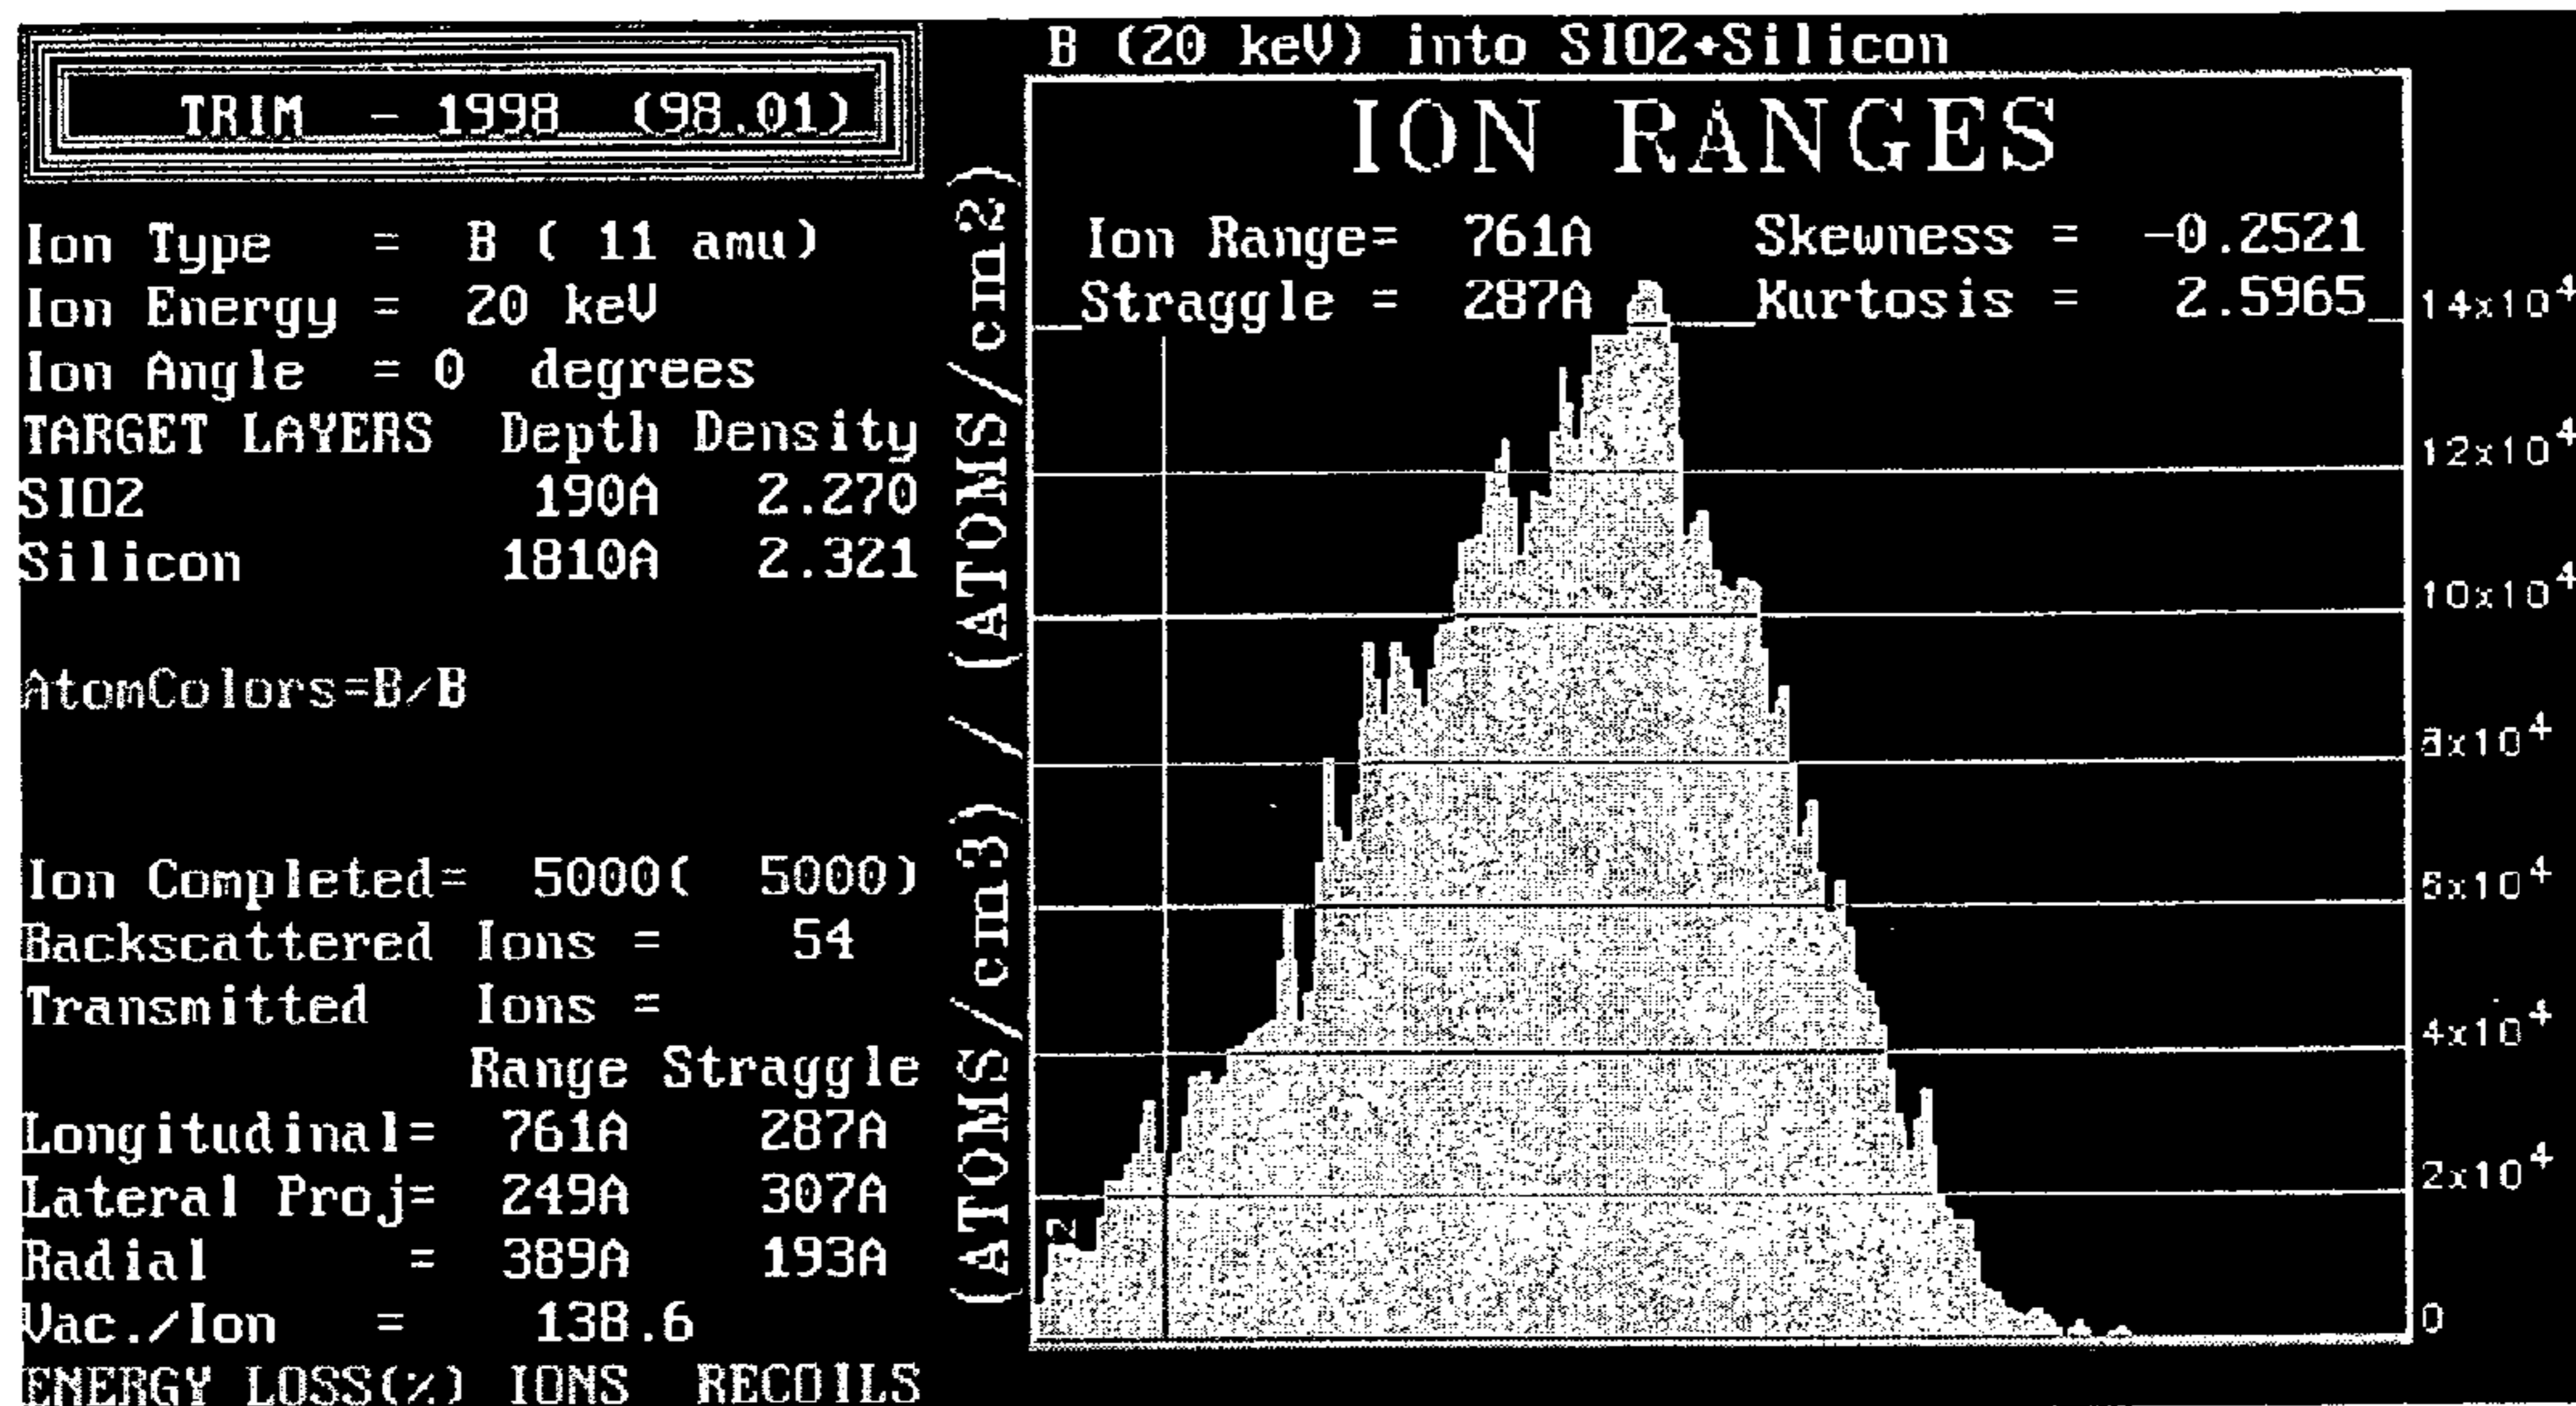 TRIM - 1998 (98.01)
Ion Type = B ( 11 amu)
Ion Energy = 20 keV
Ion Angle = 0 degrees
TARGET LAYERS Depth Density
SIO2 190A 2.270
Silicon 1810A 2.321
AtomColors=B/B
Ion Completed= 5000( 5000)
Backscattered Ions = 54
Transmitted Ions =
Range Straggle
Longitudinal= 761A 287A
Lateral Proj= 249A 307A
Radial = 389A 193A
Vac./Ion = 138.6
ENERGY LOSS(%) IONS RECOILS
B (20 keV) into SIO2+Silicon
ION RANGES
Ion Range= 761A Skewness = -0.2521
Straggle = 287A Kurtosis = 2.5965
(ATOMS/cm3) / (ATOMS/cm2)
14x10⁴
12x10⁴
10x10⁴
8x10⁴
6x10⁴
4x10⁴
2x10⁴
0